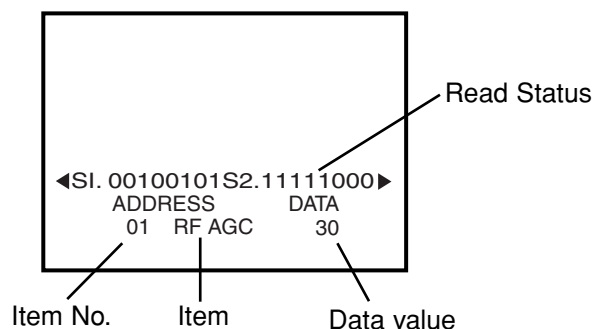 Read Status
◀SI. 00100101S2.11111000▶
ADDRESS DATA
01 RF AGC 30
Item No. Item Data value